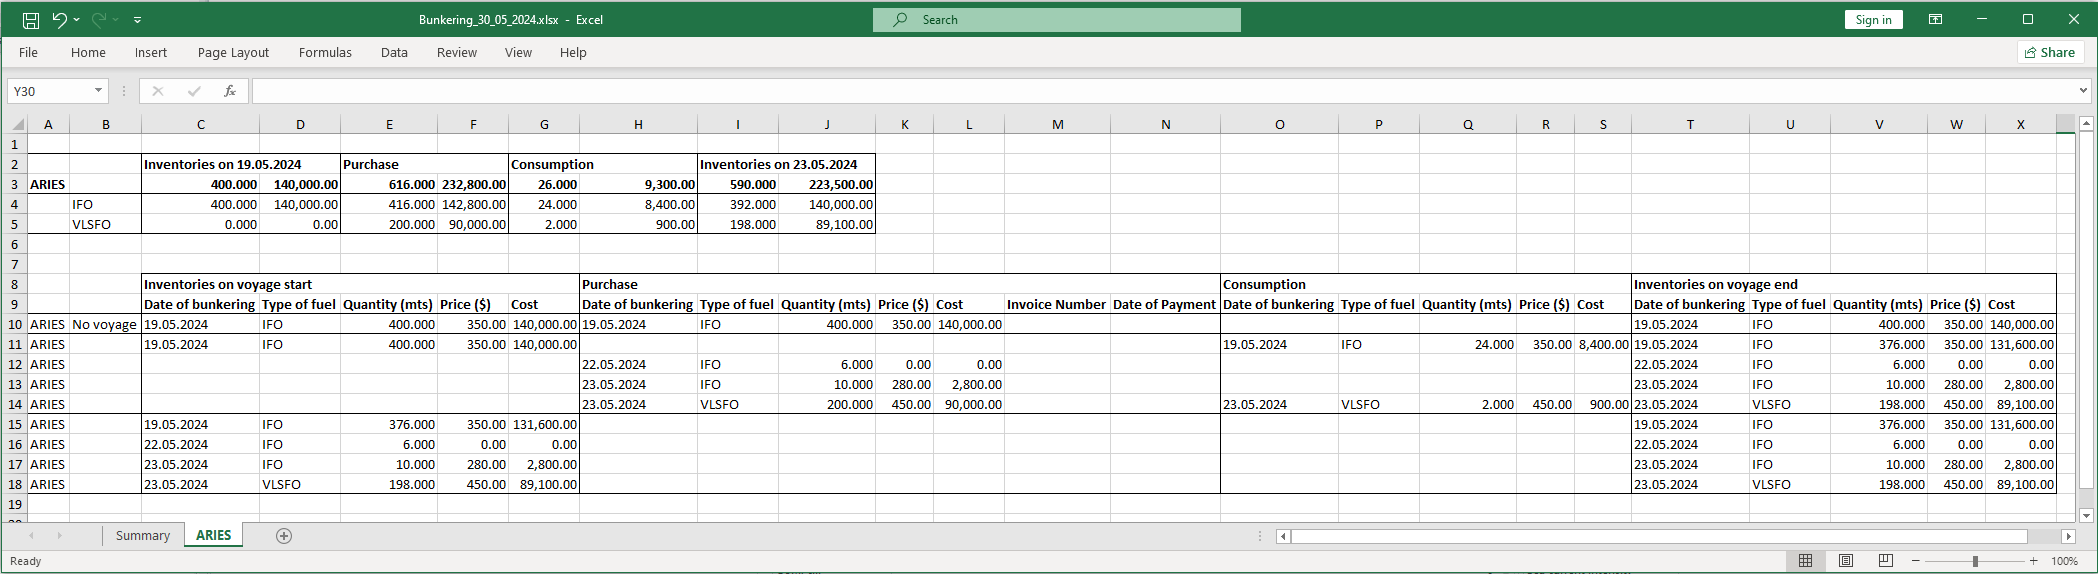 Bunkering_30_05_2024.xlsx - Excel
Search
Sign in
File Home Insert Page Layout Formulas Data Review View Help
Share
Y30
fx
A B C D E F G H I J K L M N O P Q R S T U V W X
1
2 Inventories on 19.05.2024 Purchase Consumption Inventories on 23.05.2024
3 ARIES 400.000 140,000.00 616.000 232,800.00 26.000 9,300.00 590.000 223,500.00
4 IFO 400.000 140,000.00 416.000 142,800.00 24.000 8,400.00 392.000 140,000.00
5 VLSFO 0.000 0.00 200.000 90,000.00 2.000 900.00 198.000 89,100.00
6
7
8 Inventories on voyage start Purchase Consumption Inventories on voyage end
9 Date of bunkering Type of fuel Quantity (mts) Price ($) Cost Date of bunkering Type of fuel Quantity (mts) Price ($) Cost Invoice Number Date of Payment Date of bunkering Type of fuel Quantity (mts) Price ($) Cost Date of bunkering Type of fuel Quantity (mts) Price ($) Cost
10 ARIES No voyage 19.05.2024 IFO 400.000 350.00 140,000.00 19.05.2024 IFO 400.000 350.00 140,000.00 19.05.2024 IFO 400.000 350.00 140,000.00
11 ARIES 19.05.2024 IFO 400.000 350.00 140,000.00 19.05.2024 IFO 24.000 350.00 8,400.00 19.05.2024 IFO 376.000 350.00 131,600.00
12 ARIES 22.05.2024 IFO 6.000 0.00 0.00 22.05.2024 IFO 6.000 0.00 0.00
13 ARIES 23.05.2024 IFO 10.000 280.00 2,800.00 23.05.2024 IFO 10.000 280.00 2,800.00
14 ARIES 23.05.2024 VLSFO 200.000 450.00 90,000.00 23.05.2024 VLSFO 2.000 450.00 900.00 23.05.2024 VLSFO 198.000 450.00 89,100.00
15 ARIES 19.05.2024 IFO 376.000 350.00 131,600.00 19.05.2024 IFO 376.000 350.00 131,600.00
16 ARIES 22.05.2024 IFO 6.000 0.00 0.00 22.05.2024 IFO 6.000 0.00 0.00
17 ARIES 23.05.2024 IFO 10.000 280.00 2,800.00 23.05.2024 IFO 10.000 280.00 2,800.00
18 ARIES 23.05.2024 VLSFO 198.000 450.00 89,100.00 23.05.2024 VLSFO 198.000 450.00 89,100.00
19
Summary ARIES
Ready
100%